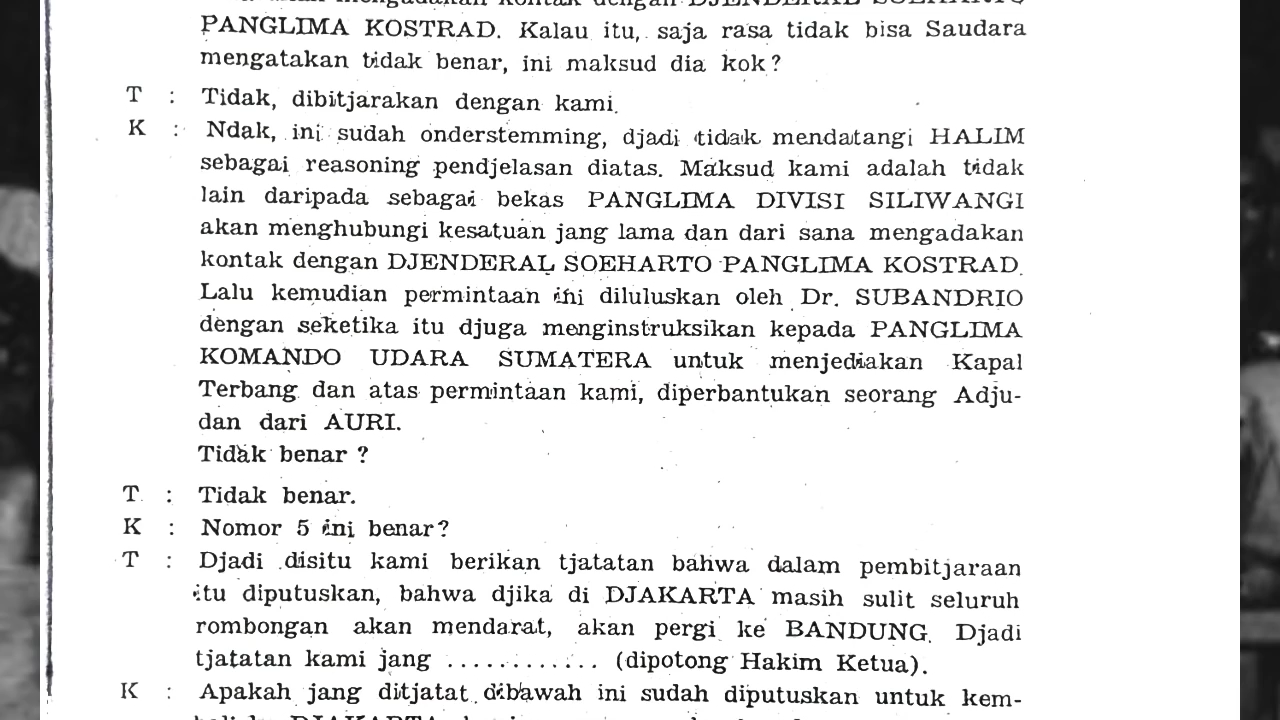 PANGLIMA KOSTRAD. Kalau itu, saja rasa tidak bisa Saudara
mengatakan tidak benar, ini maksud dia kok?
T : Tidak, dibitjarakan dengan kami.
K : Ndak, ini sudah onderstemming, djadi tidak mendatangi HALIM
sebagai reasoning pendjelasan diatas. Maksud kami adalah tidak
lain daripada sebagai bekas PANGLIMA DIVISI SILIWANGI
akan menghubungi kesatuan jang lama dan dari sana mengadakan
kontak dengan DJENDERAL SOEHARTO PANGLIMA KOSTRAD.
Lalu kemudian permintaan ini diluluskan oleh Dr. SUBANDRIO
dengan seketika itu djuga menginstruksikan kepada PANGLIMA
KOMANDO UDARA SUMATERA untuk menjediakan Kapal
Terbang dan atas permintaan kami, diperbantukan seorang Adju-
dan dari AURI.
Tidak benar ?
T : Tidak benar.
K : Nomor 5 ini benar?
T : Djadi disitu kami berikan tjatatan bahwa dalam pembitjaraan
itu diputuskan, bahwa djika di DJAKARTA masih sulit seluruh
rombongan akan mendarat, akan pergi ke BANDUNG. Djadi
tjatatan kami jang ............ (dipotong Hakim Ketua).
K : Apakah jang ditjatat dibawah ini sudah diputuskan untuk kem-